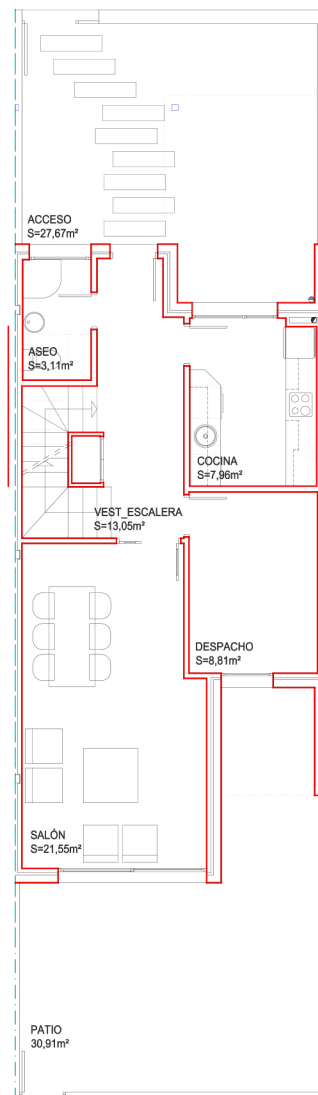 ACCESO
S=27,67m²
ASEO
S=3,11m²
COCINA
S=7,96m²
VEST_ESCALERA
S=13,05m²
DESPACHO
S=8,81m²
SALÓN
S=21,55m²
PATIO
30,91m²